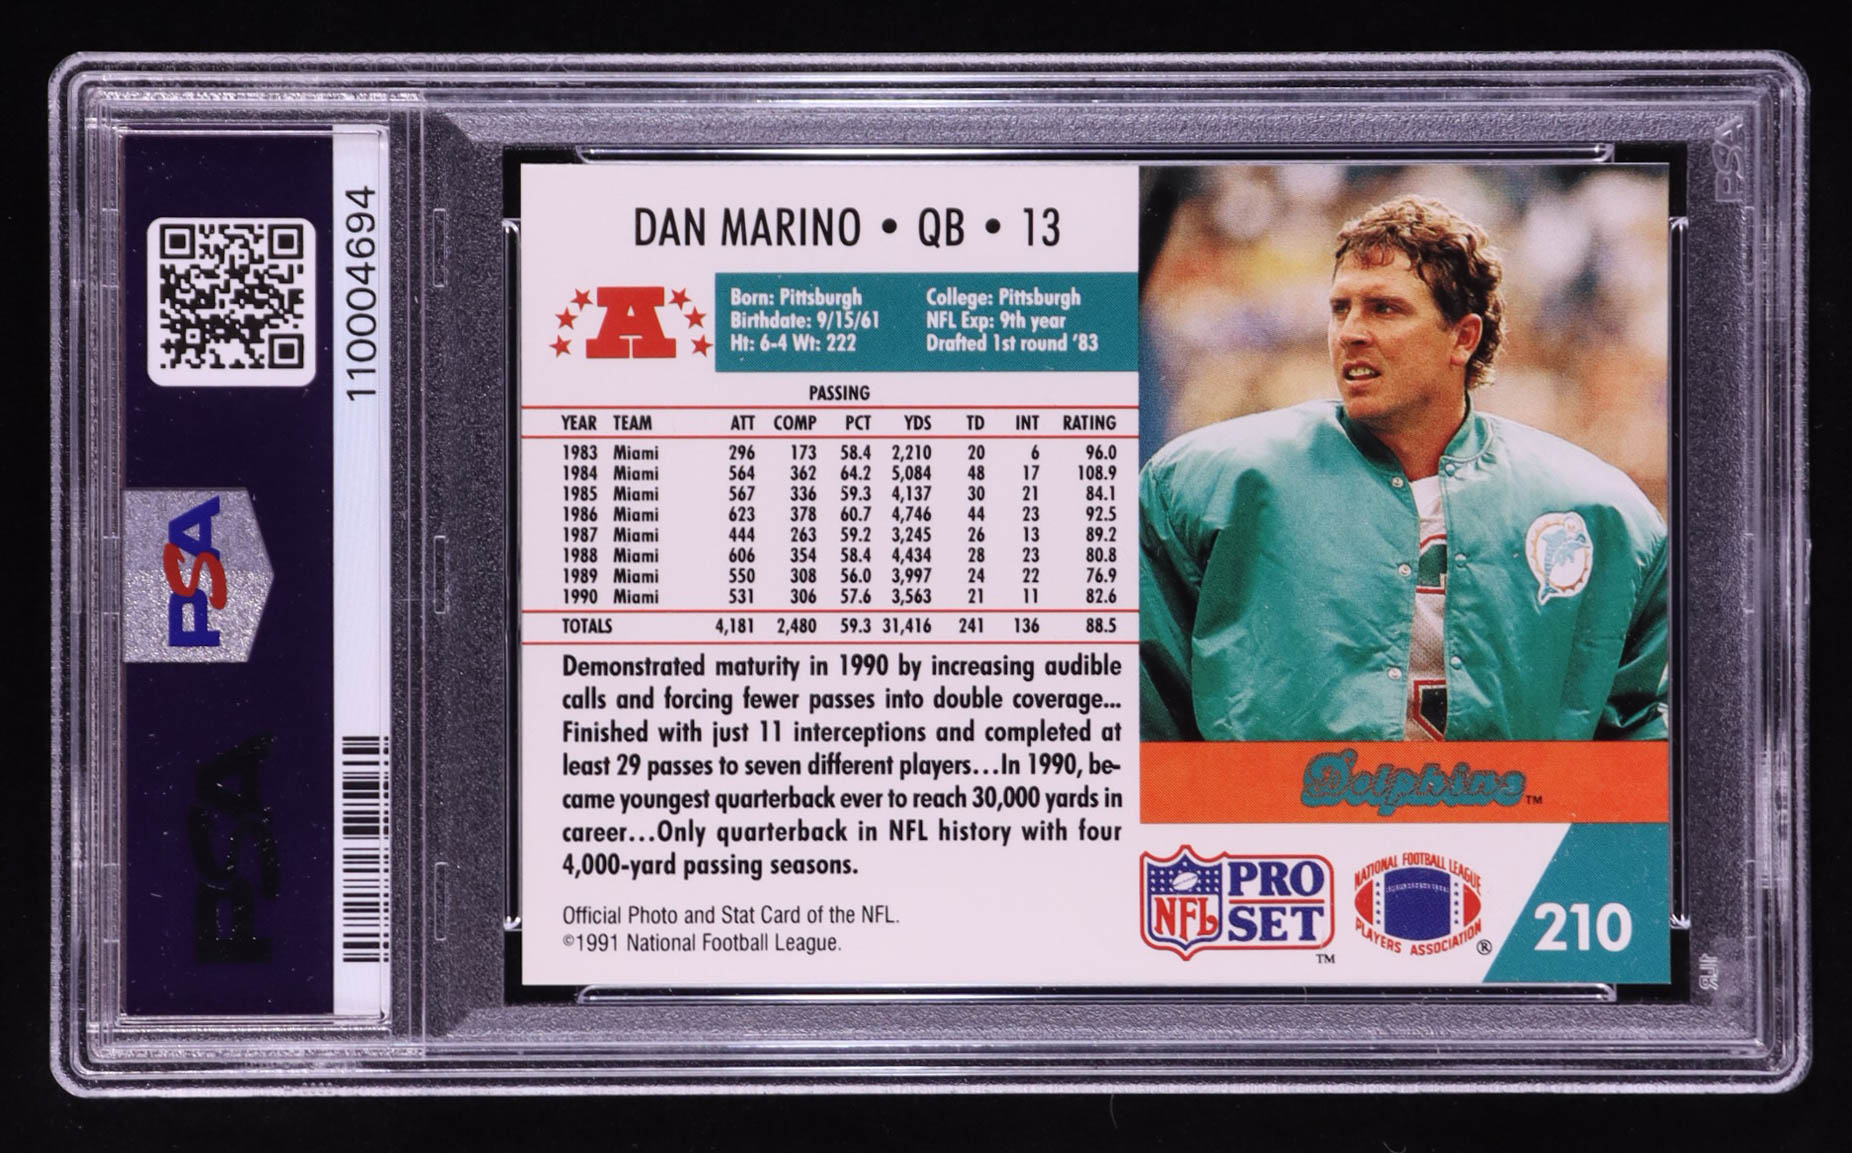 DAN MARINO • QB • 13
Born: Pittsburgh
Birthdate: 9/15/61
Ht: 6-4 Wt: 222
College: Pittsburgh
NFL Exp: 9th year
Drafted 1st round '83
A
PASSING
YEAR TEAM ATT COMP PCT YDS TD INT RATING
1983 Miami 296 173 58.4 2,210 20 6 96.0
1984 Miami 564 362 64.2 5,084 48 17 108.9
1985 Miami 567 336 59.3 4,137 30 21 84.1
1986 Miami 623 378 60.7 4,746 44 23 92.5
1987 Miami 444 263 59.2 3,245 26 13 89.2
1988 Miami 606 354 58.4 4,434 28 23 80.8
1989 Miami 550 308 56.0 3,997 24 22 76.9
1990 Miami 531 306 57.6 3,563 21 11 82.6
TOTALS 4,181 2,480 59.3 31,416 241 136 88.5
Demonstrated maturity in 1990 by increasing audible
calls and forcing fewer passes into double coverage...
Finished with just 11 interceptions and completed at
least 29 passes to seven different players...In 1990, be-
came youngest quarterback ever to reach 30,000 yards in
career...Only quarterback in NFL history with four
4,000-yard passing seasons.
Official Photo and Stat Card of the NFL.
©1991 National Football League.
Dolphins™
NFL PRO SET™
NATIONAL FOOTBALL LEAGUE
PLAYERS ASSOCIATION®
210
110004694
PSA
PSA
PSA